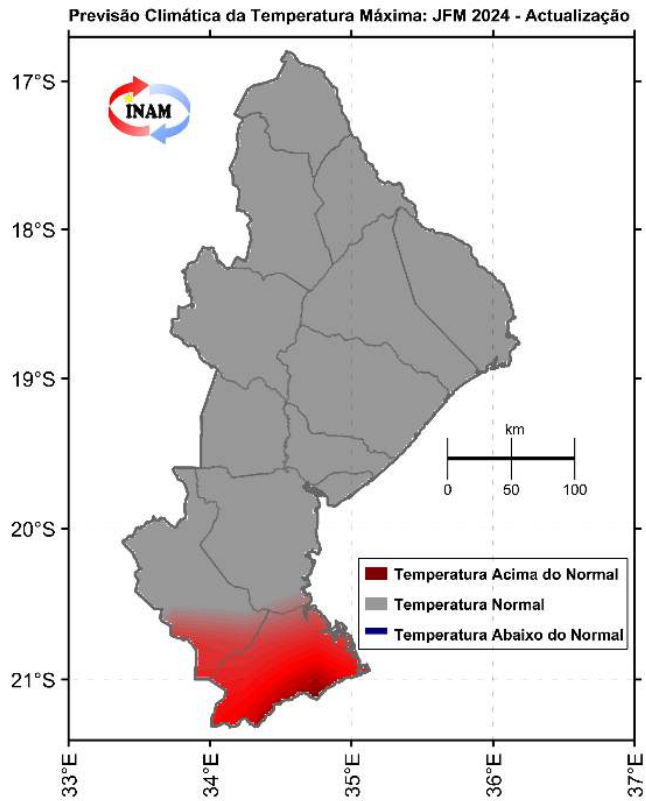 Previsão Climática da Temperatura Máxima: JFM 2024 - Actualização
17°S
INAM
18°S
19°S
km
0 50 100
20°S
Temperatura Acima do Normal
Temperatura Normal
Temperatura Abaixo do Normal
21°S
33°E 34°E 35°E 36°E 37°E